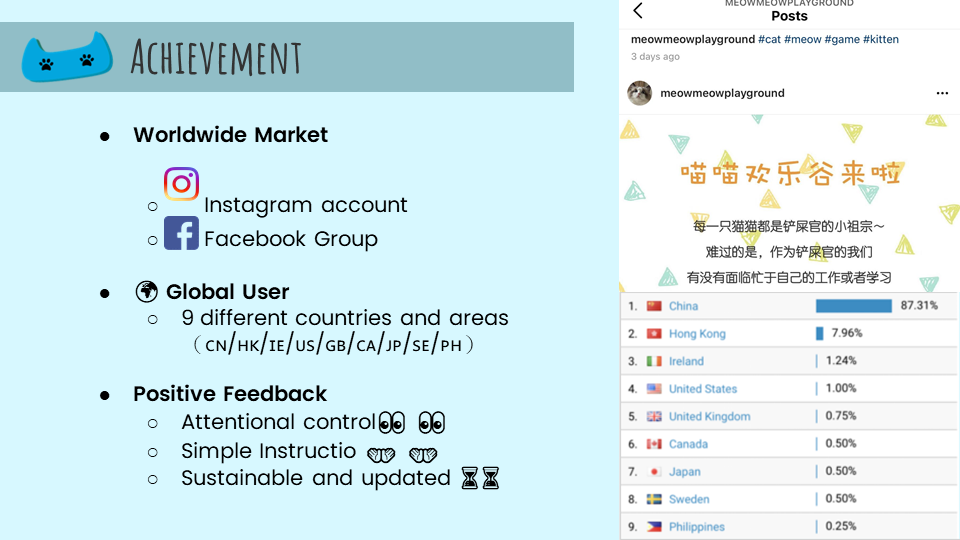 Achievement
● Worldwide Market
○ Instagram account
○ Facebook Group
● Global User
○ 9 different countries and areas
（CN/HK/IE/US/GB/CA/JP/SE/PH）
● Positive Feedback
○ Attentional control
○ Simple Instructio
○ Sustainable and updated
MEOWMEOWPLAYGROUND
Posts
meowmeowplayground #cat #meow #game #kitten
3 days ago
meowmeowplayground
喵喵欢乐谷来啦
每一只猫猫都是铲屎官的小祖宗～
难过的是，作为铲屎官的我们
有没有面临忙于自己的工作或者学习
1. China 87.31%
2. Hong Kong 7.96%
3. Ireland 1.24%
4. United States 1.00%
5. United Kingdom 0.75%
6. Canada 0.50%
7. Japan 0.50%
8. Sweden 0.50%
9. Philippines 0.25%